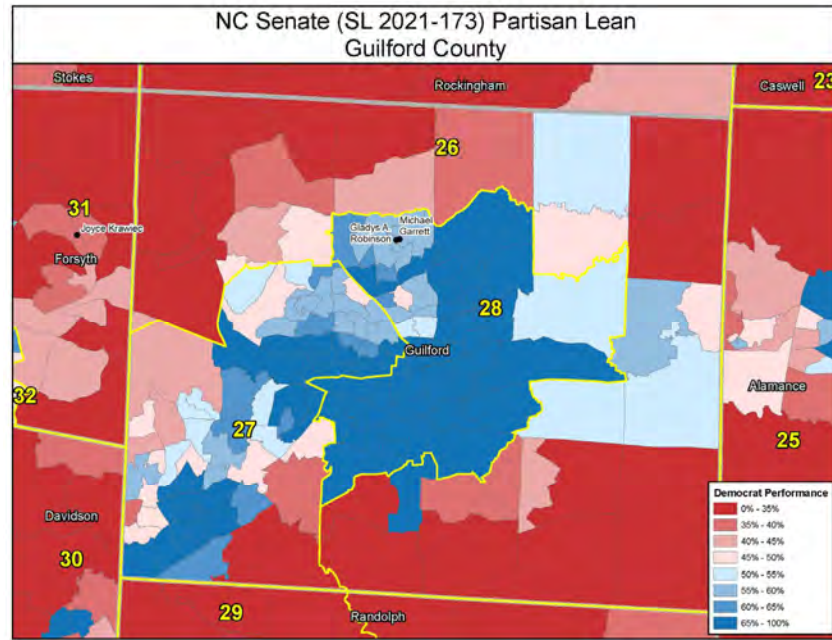 NC Senate (SL 2021-173) Partisan Lean
Guilford County
Stokes
Rockingham
Caswell
23
26
31
Joyce Krawiec
Forsyth
Gladys A.
Robinson
Michael
Garrett
28
Guilford
32
27
Alamance
25
Davidson
30
29
Randolph
Democrat Performance
0% - 35%
35% - 40%
40% - 45%
45% - 50%
50% - 55%
55% - 60%
60% - 65%
65% - 100%